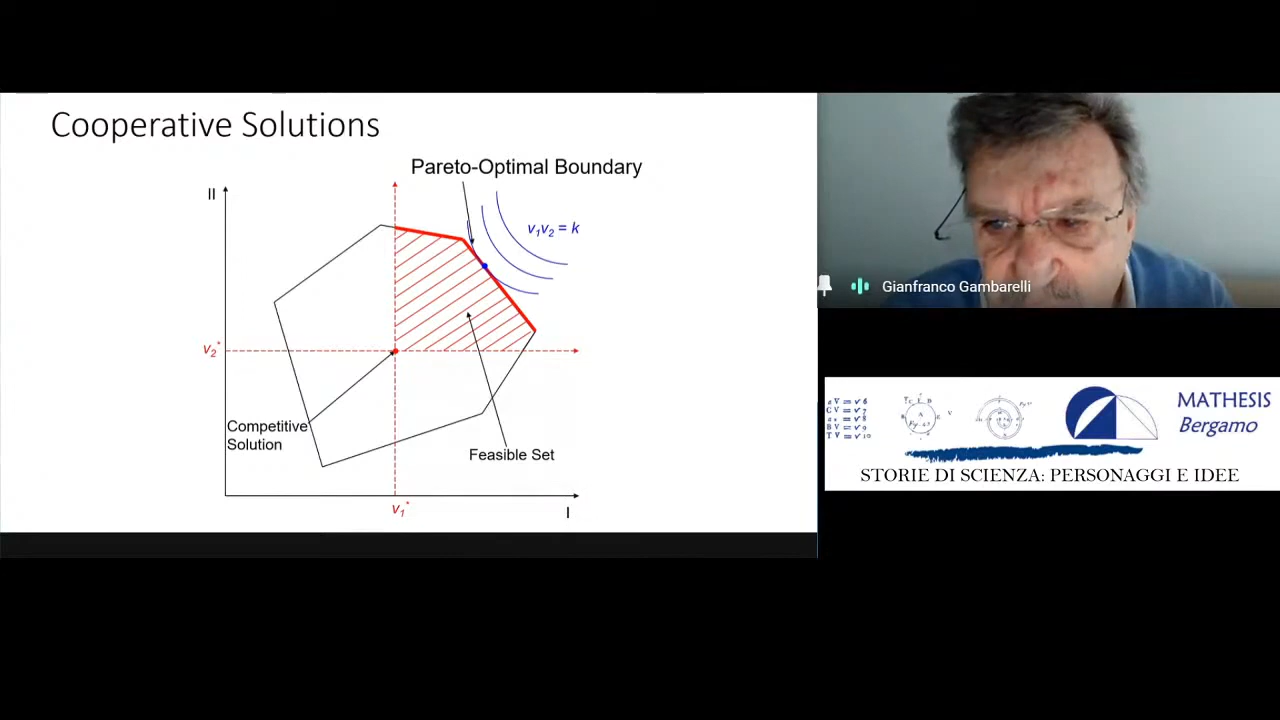 Cooperative Solutions
Pareto-Optimal Boundary
II
v₁v₂ = k
v₂*
Competitive
Solution
Feasible Set
v₁*
I
Gianfranco Gambarelli
MATHESIS
Bergamo
STORIE DI SCIENZA: PERSONAGGI E IDEE